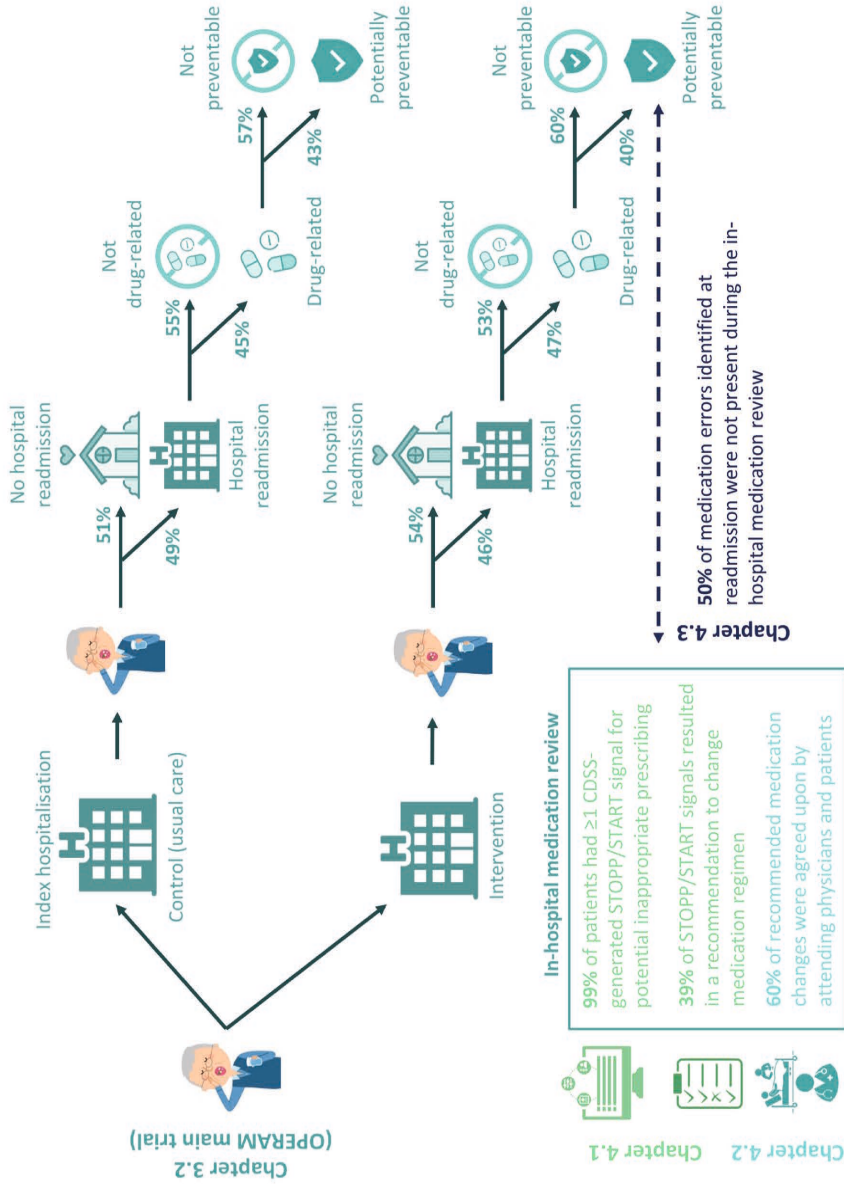 Chapter 3.2
(OPERAM main trial)
Index hospitalisation
Control (usual care)
51%
49%
No hospital
readmission
Hospital
readmission
55%
45%
Not
drug-related
Drug-related
57%
43%
Not
preventable
Potentially
preventable
Intervention
54%
46%
No hospital
readmission
Hospital
readmission
53%
47%
Not
drug-related
Drug-related
60%
40%
Not
preventable
Potentially
preventable
Chapter 4.1
Chapter 4.2
In-hospital medication review
99% of patients had ≥1 CDSS-
generated STOPP/START signal for
potential inappropriate prescribing
39% of STOPP/START signals resulted
in a recommendation to change
medication regimen
60% of recommended medication
changes were agreed upon by
attending physicians and patients
Chapter 4.3
50% of medication errors identified at
readmission were not present during the in-
hospital medication review